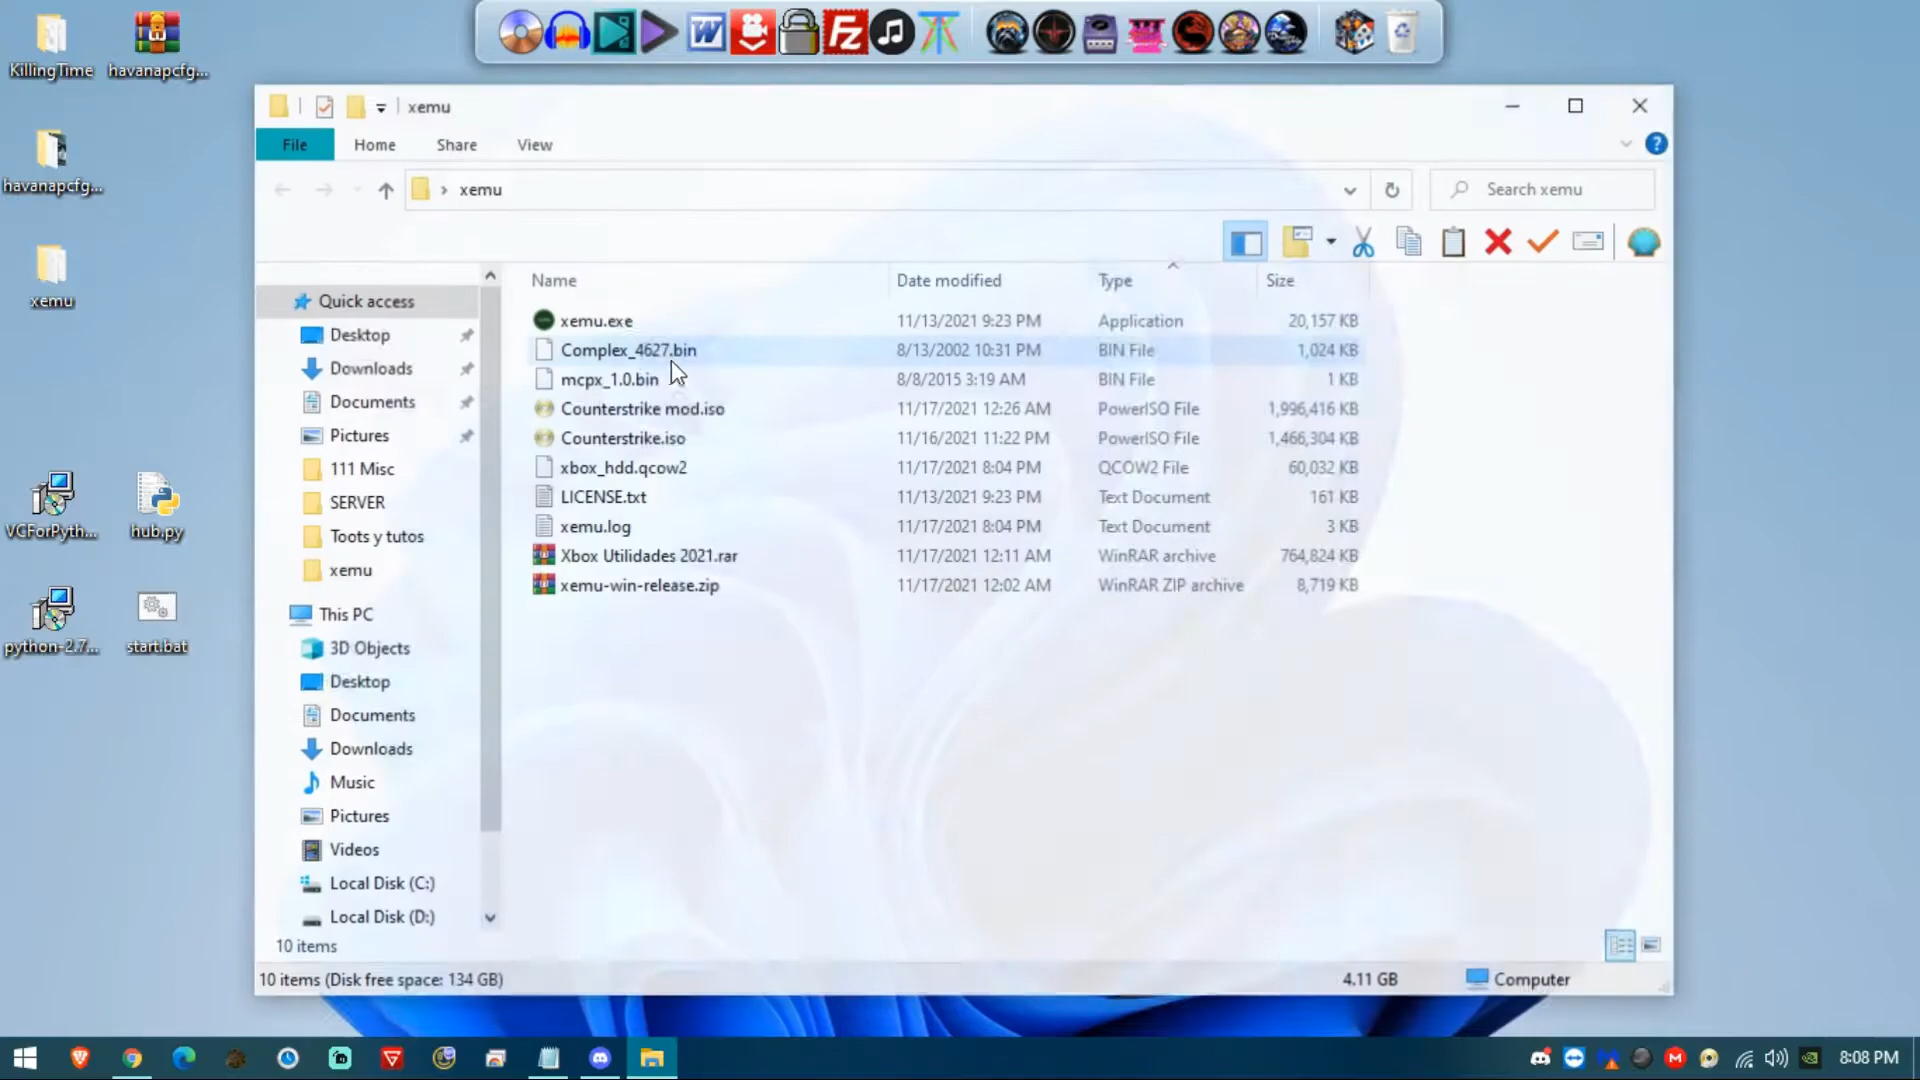 KillingTime
havanapcfg...
havanapcfg...
xemu
VCForPyth...
hub.py
python-2.7...
start.bat
xemu
File
Home
Share
View
xemu
Search xemu
Name
Date modified
Type
Size
xemu.exe 11/13/2021 9:23 PM Application 20,157 KB
Complex_4627.bin 8/13/2002 10:31 PM BIN File 1,024 KB
mcpx_1.0.bin 8/8/2015 3:19 AM BIN File 1 KB
Counterstrike mod.iso 11/17/2021 12:26 AM PowerISO File 1,996,416 KB
Counterstrike.iso 11/16/2021 11:22 PM PowerISO File 1,466,304 KB
xbox_hdd.qcow2 11/17/2021 8:04 PM QCOW2 File 60,032 KB
LICENSE.txt 11/13/2021 9:23 PM Text Document 161 KB
xemu.log 11/17/2021 8:04 PM Text Document 3 KB
Xbox Utilidades 2021.rar 11/17/2021 12:11 AM WinRAR archive 764,824 KB
xemu-win-release.zip 11/17/2021 12:02 AM WinRAR ZIP archive 8,719 KB
Quick access
Desktop
Downloads
Documents
Pictures
111 Misc
SERVER
Toots y tutos
xemu
This PC
3D Objects
Desktop
Documents
Downloads
Music
Pictures
Videos
Local Disk (C:)
Local Disk (D:)
10 items
10 items (Disk free space: 134 GB)
4.11 GB
Computer
8:08 PM